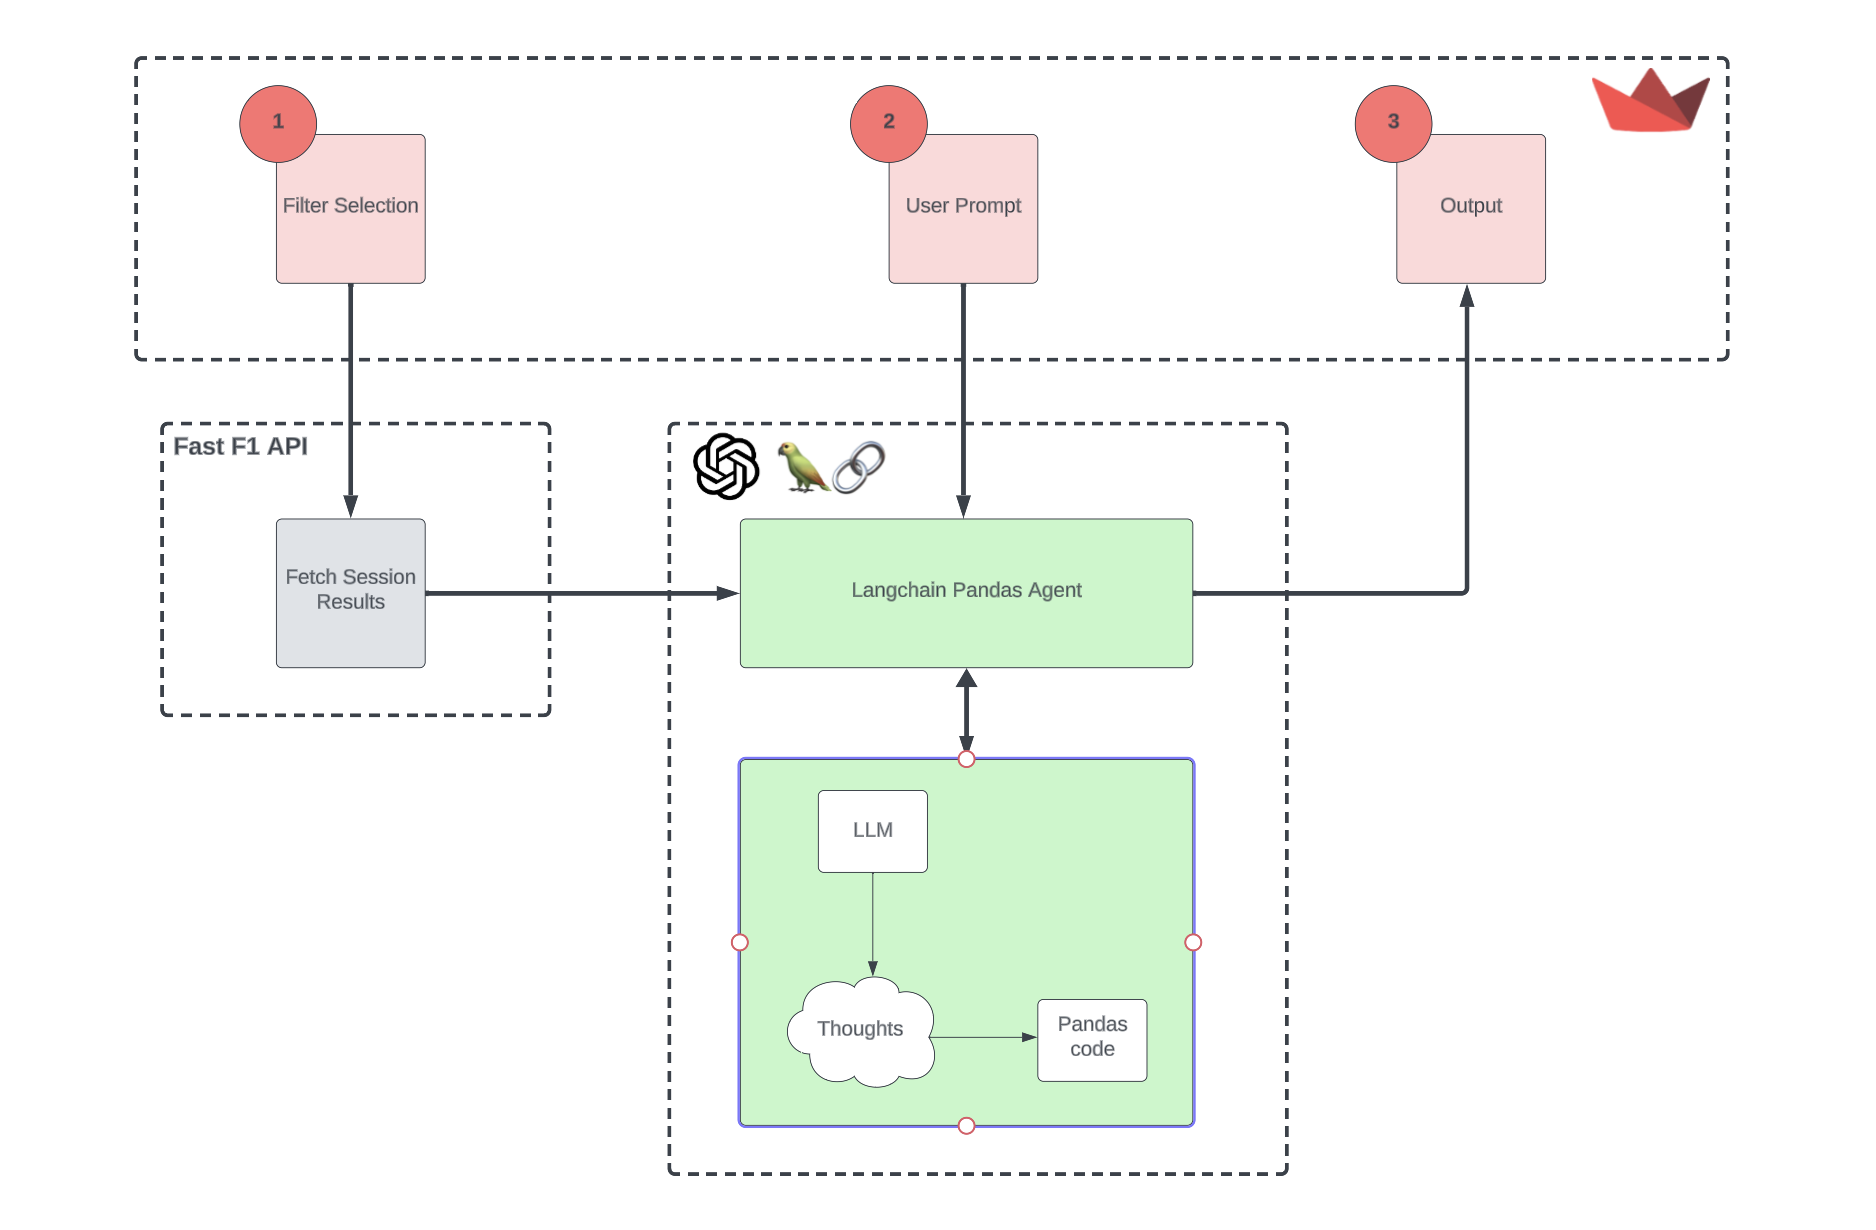 1
Filter Selection
2
User Prompt
3
Output
Fast F1 API
Fetch Session
Results
Langchain Pandas Agent
LLM
Thoughts
Pandas
code